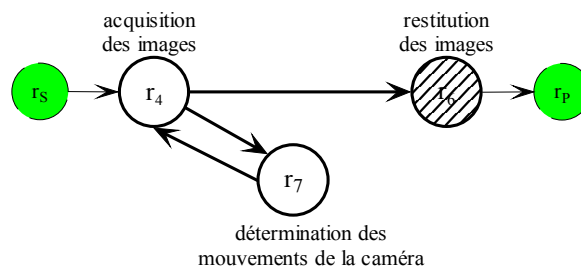 acquisition
des images
restitution
des images
r_S
r_4
r_6
r_P
r_7
détermination des
mouvements de la caméra